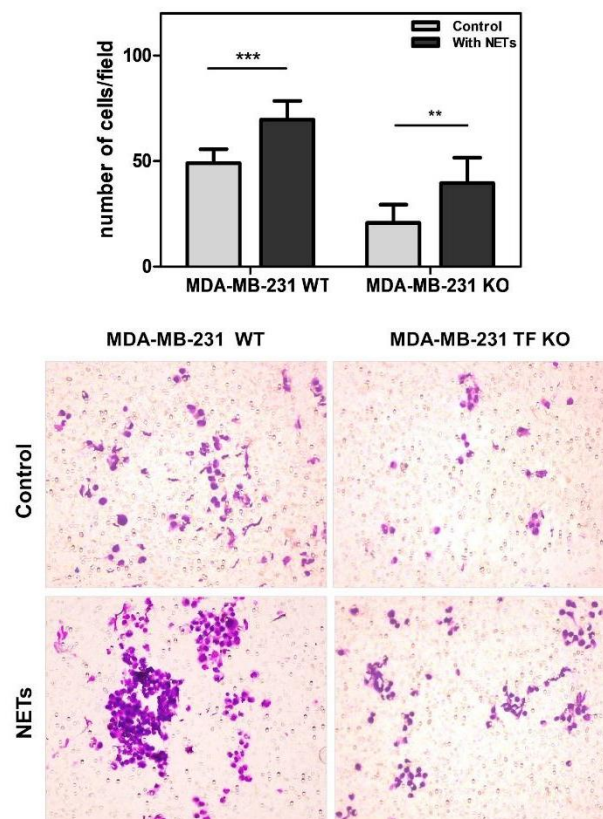 Control
With NETs
number of cells/field
100
50
0
***
**
MDA-MB-231 WT
MDA-MB-231 KO
MDA-MB-231 WT
MDA-MB-231 TF KO
Control
NETs